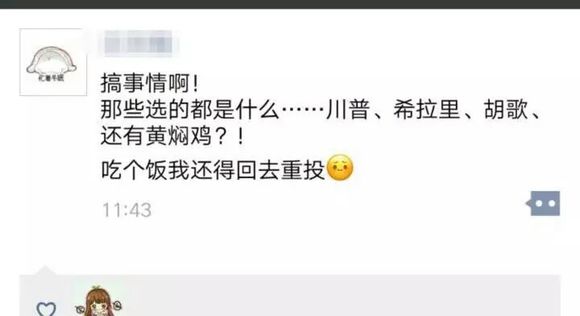 搞事情啊!
那些选的都是什么……川普、希拉里、胡歌、
还有黄焖鸡?!
吃个饭我还得回去重投
11:43